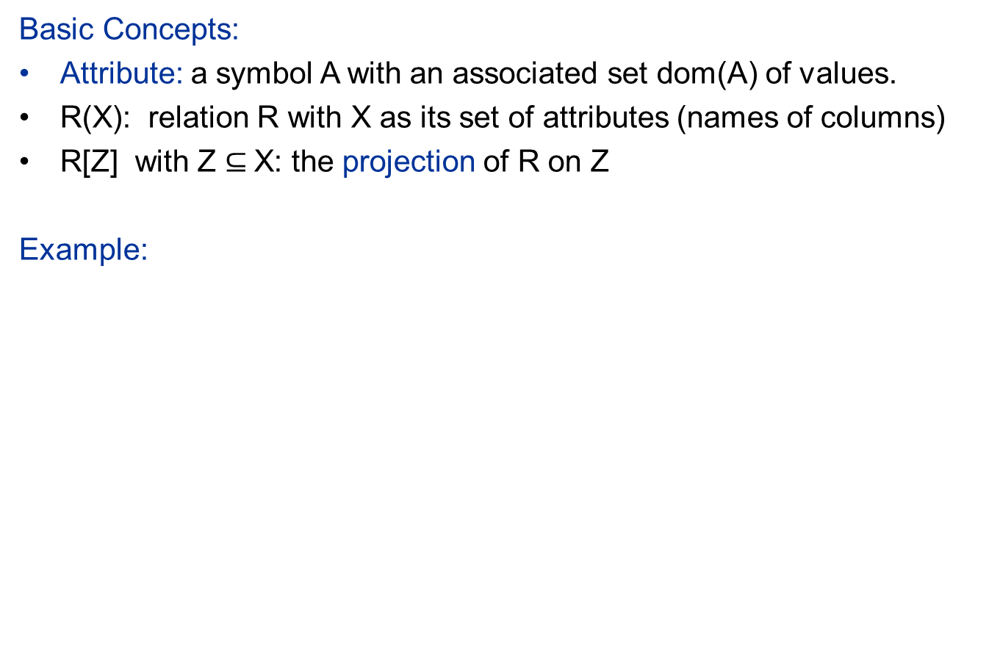 Basic Concepts:
• Attribute: a symbol A with an associated set dom(A) of values.
• R(X): relation R with X as its set of attributes (names of columns)
• R[Z] with Z ⊆ X: the projection of R on Z
Example: